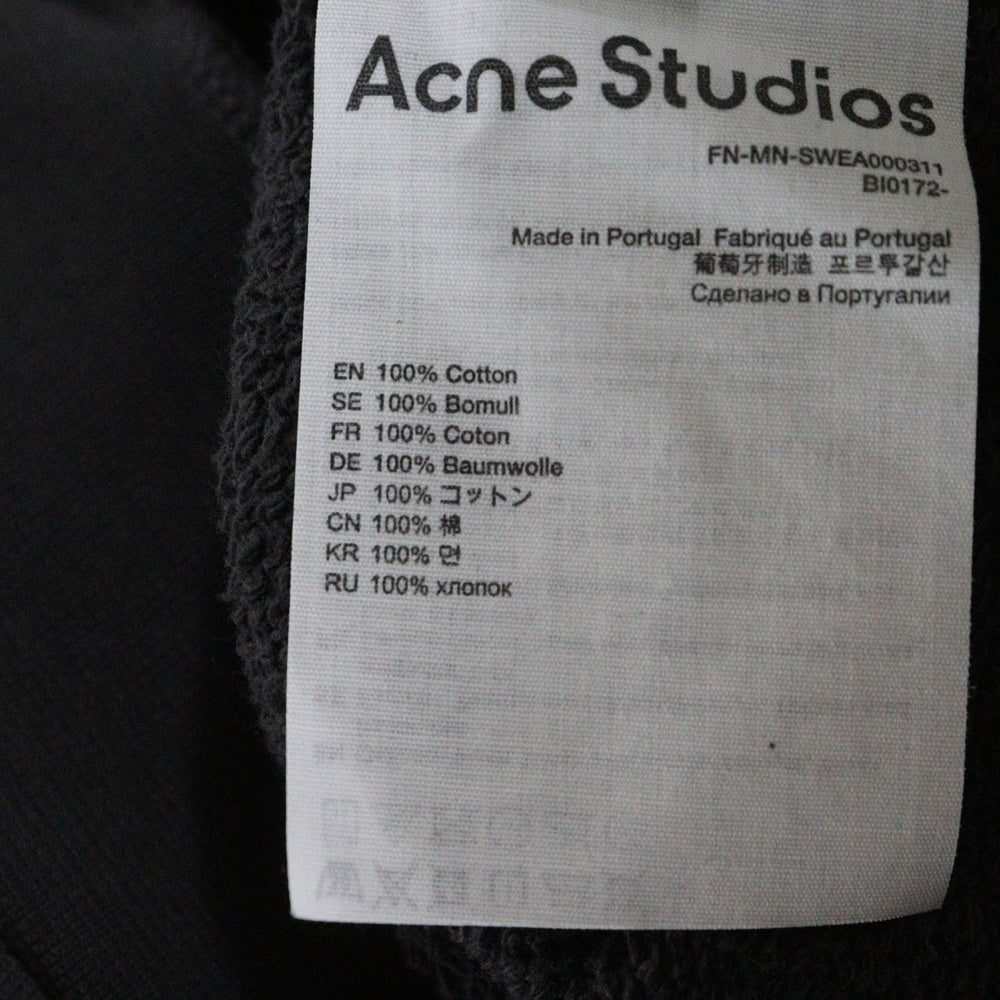 Acne Studios
FN-MN-SWEA000311
BI0172-
Made in Portugal Fabriqué au Portugal
葡萄牙制造 포르투갈산
Сделано в Португалии
EN 100% Cotton
SE 100% Bomull
FR 100% Coton
DE 100% Baumwolle
JP 100% コットン
CN 100% 棉
KR 100% 면
RU 100% хлопок